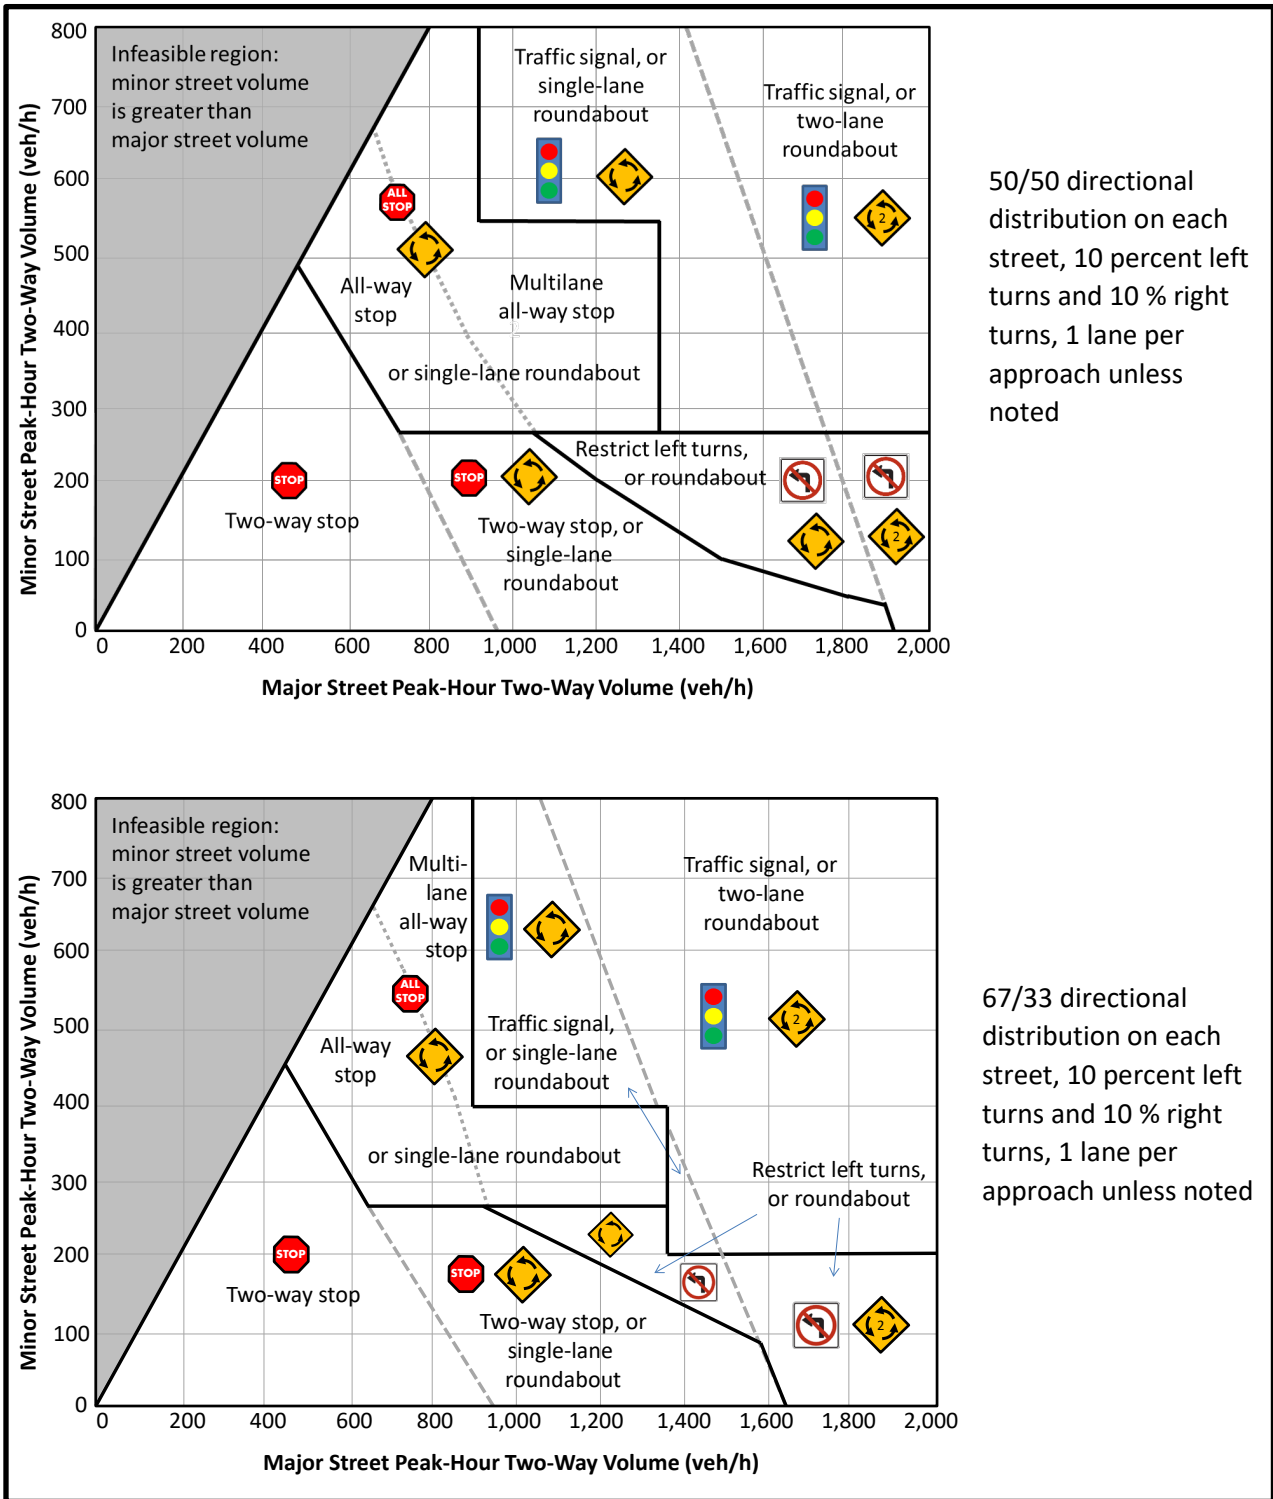 800
700
600
500
400
300
200
100
0
Minor Street Peak-Hour Two-Way Volume (veh/h)
Infeasible region:
minor street volume
is greater than
major street volume
Traffic signal, or
single-lane
roundabout
Traffic signal, or
two-lane
roundabout
2
ALL
STOP
All-way
stop
Multilane
all-way stop
or single-lane roundabout
Restrict left turns,
or roundabout
STOP
Two-way stop
STOP
Two-way stop, or
single-lane
roundabout
2
0
200
400
600
800
1,000
1,200
1,400
1,600
1,800
2,000
Major Street Peak-Hour Two-Way Volume (veh/h)
50/50 directional
distribution on each
street, 10 percent left
turns and 10 % right
turns, 1 lane per
approach unless
noted
800
700
600
500
400
300
200
100
0
Minor Street Peak-Hour Two-Way Volume (veh/h)
Infeasible region:
minor street volume
is greater than
major street volume
Multi-
lane
all-way
stop
Traffic signal, or
two-lane
roundabout
ALL
STOP
All-way
stop
Traffic signal,
or single-lane
roundabout
2
or single-lane roundabout
Restrict left turns,
or roundabout
STOP
Two-way stop
STOP
Two-way stop, or
single-lane
roundabout
2
0
200
400
600
800
1,000
1,200
1,400
1,600
1,800
2,000
Major Street Peak-Hour Two-Way Volume (veh/h)
67/33 directional
distribution on each
street, 10 percent left
turns and 10 % right
turns, 1 lane per
approach unless noted